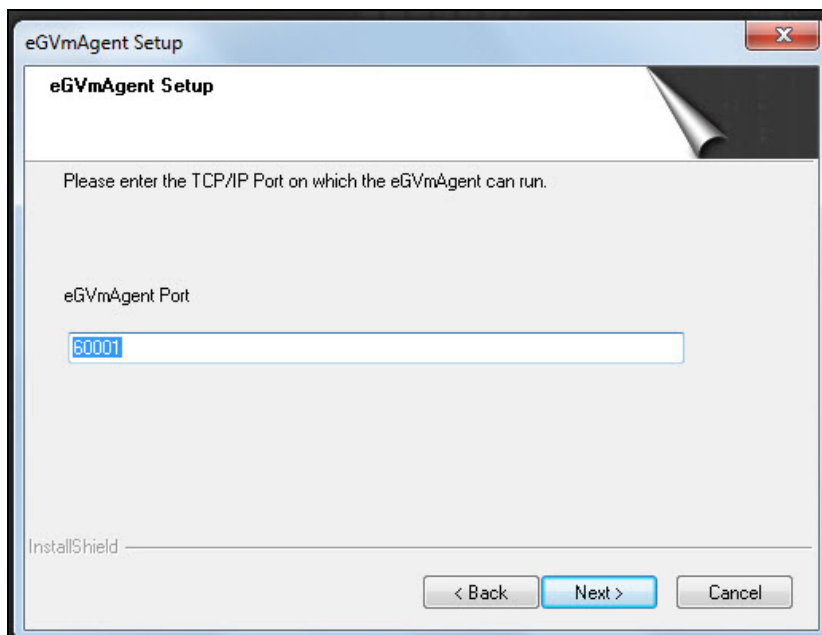 eGVmAgent Setup
eGVmAgent Setup
Please enter the TCP/IP Port on which the eGVmAgent can run.
eGVmAgent Port
60001
InstallShield
< Back
Next >
Cancel